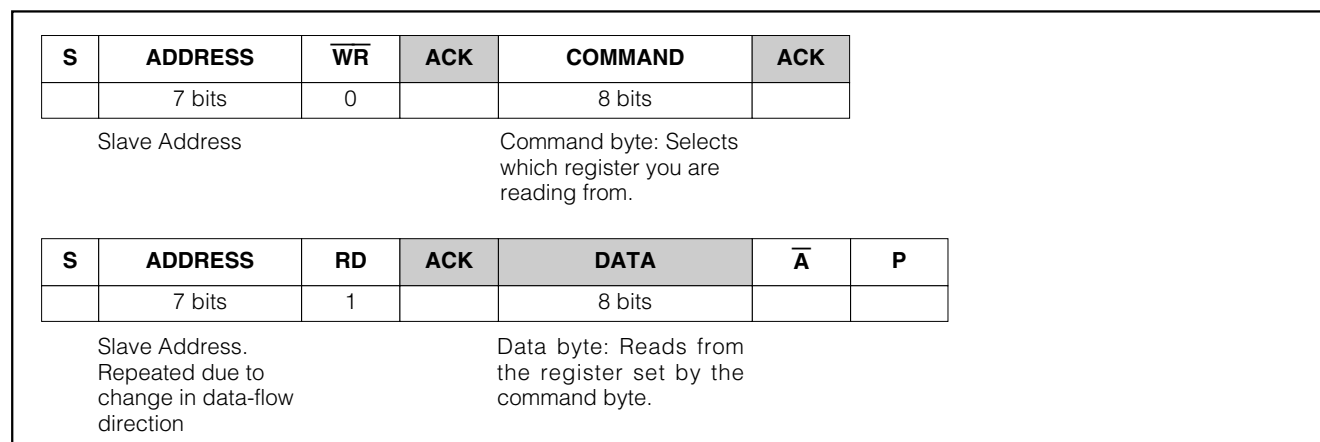 S ADDRESS W̅R̅ ACK COMMAND ACK
7 bits 0 8 bits
Slave Address
Command byte: Selects
which register you are
reading from.
S ADDRESS RD ACK DATA A̅ P
7 bits 1 8 bits
Slave Address.
Repeated due to
change in data-flow
direction
Data byte: Reads from
the register set by the
command byte.